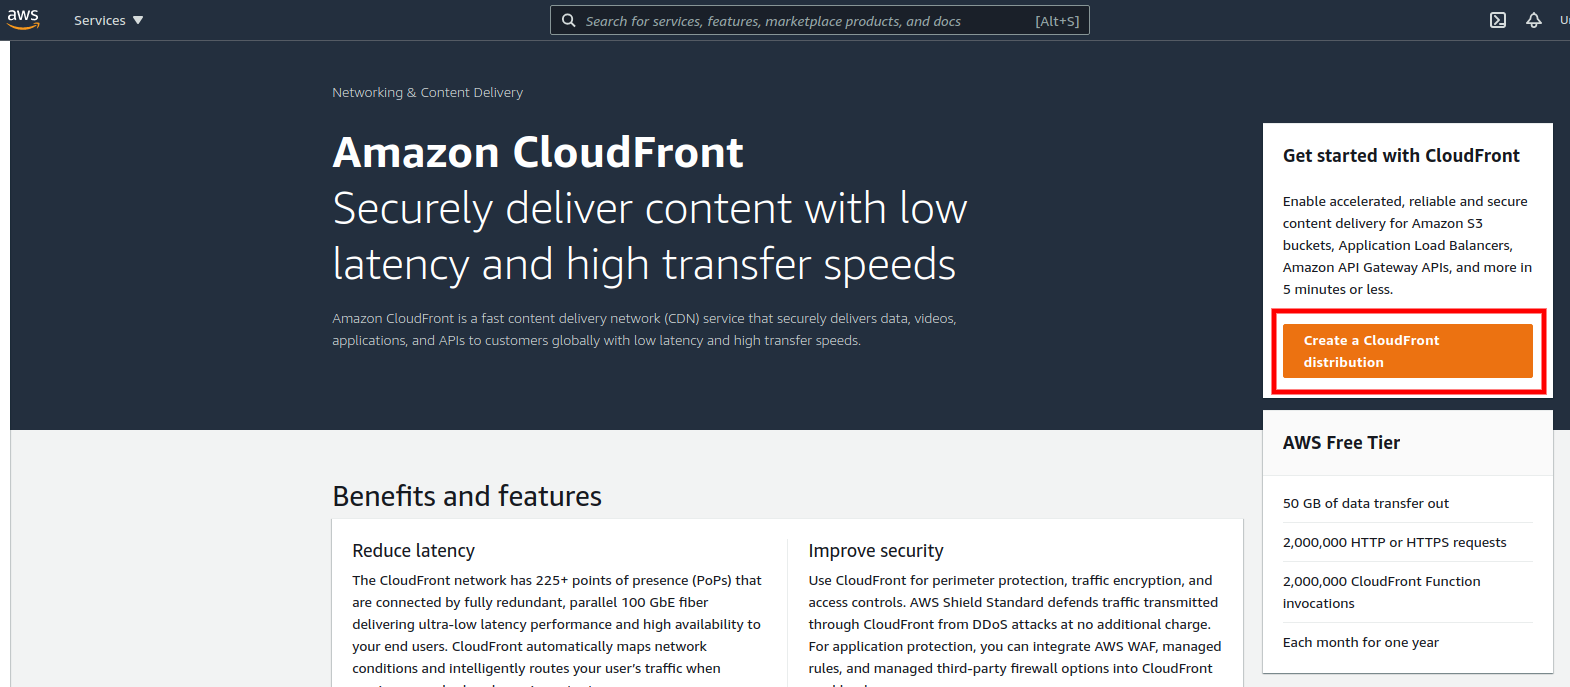 aws
Services
Search for services, features, marketplace products, and docs
[Alt+S]
Networking & Content Delivery
Amazon CloudFront
Securely deliver content with low
latency and high transfer speeds
Amazon CloudFront is a fast content delivery network (CDN) service that securely delivers data, videos,
applications, and APIs to customers globally with low latency and high transfer speeds.
Get started with CloudFront
Enable accelerated, reliable and secure
content delivery for Amazon S3
buckets, Application Load Balancers,
Amazon API Gateway APIs, and more in
5 minutes or less.
Create a CloudFront
distribution
AWS Free Tier
50 GB of data transfer out
2,000,000 HTTP or HTTPS requests
2,000,000 CloudFront Function
invocations
Each month for one year
Benefits and features
Reduce latency
The CloudFront network has 225+ points of presence (PoPs) that
are connected by fully redundant, parallel 100 GbE fiber
delivering ultra-low latency performance and high availability to
your end users. CloudFront automatically maps network
conditions and intelligently routes your user's traffic when
Improve security
Use CloudFront for perimeter protection, traffic encryption, and
access controls. AWS Shield Standard defends traffic transmitted
through CloudFront from DDoS attacks at no additional charge.
For application protection, you can integrate AWS WAF, managed
rules, and managed third-party firewall options into CloudFront